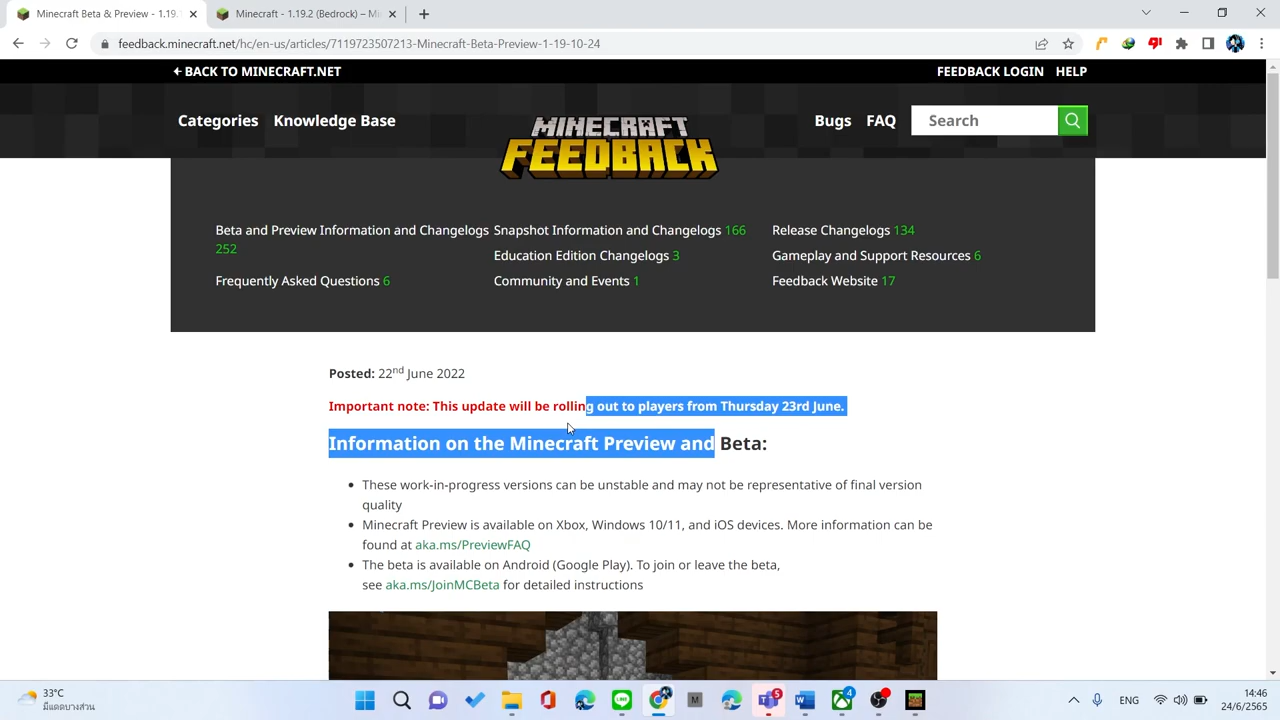 Minecraft Beta & Preview - 1.19.1
Minecraft - 1.19.2 (Bedrock) – Mi
feedback.minecraft.net/hc/en-us/articles/7119723507213-Minecraft-Beta-Preview-1-19-10-24
BACK TO MINECRAFT.NET
FEEDBACK LOGIN HELP
Categories Knowledge Base
MINECRAFT
FEEDBACK
Bugs FAQ
Search
Beta and Preview Information and Changelogs 252
Snapshot Information and Changelogs 166
Release Changelogs 134
Education Edition Changelogs 3
Gameplay and Support Resources 6
Frequently Asked Questions 6
Community and Events 1
Feedback Website 17
Posted: 22nd June 2022
Important note: This update will be rolling out to players from Thursday 23rd June.
Information on the Minecraft Preview and Beta:
These work-in-progress versions can be unstable and may not be representative of final version
quality
Minecraft Preview is available on Xbox, Windows 10/11, and iOS devices. More information can be
found at aka.ms/PreviewFAQ
The beta is available on Android (Google Play). To join or leave the beta,
see aka.ms/JoinMCBeta for detailed instructions
33°C
มีแดดบางส่วน
M
5
4
ENG
14:46
24/6/2565